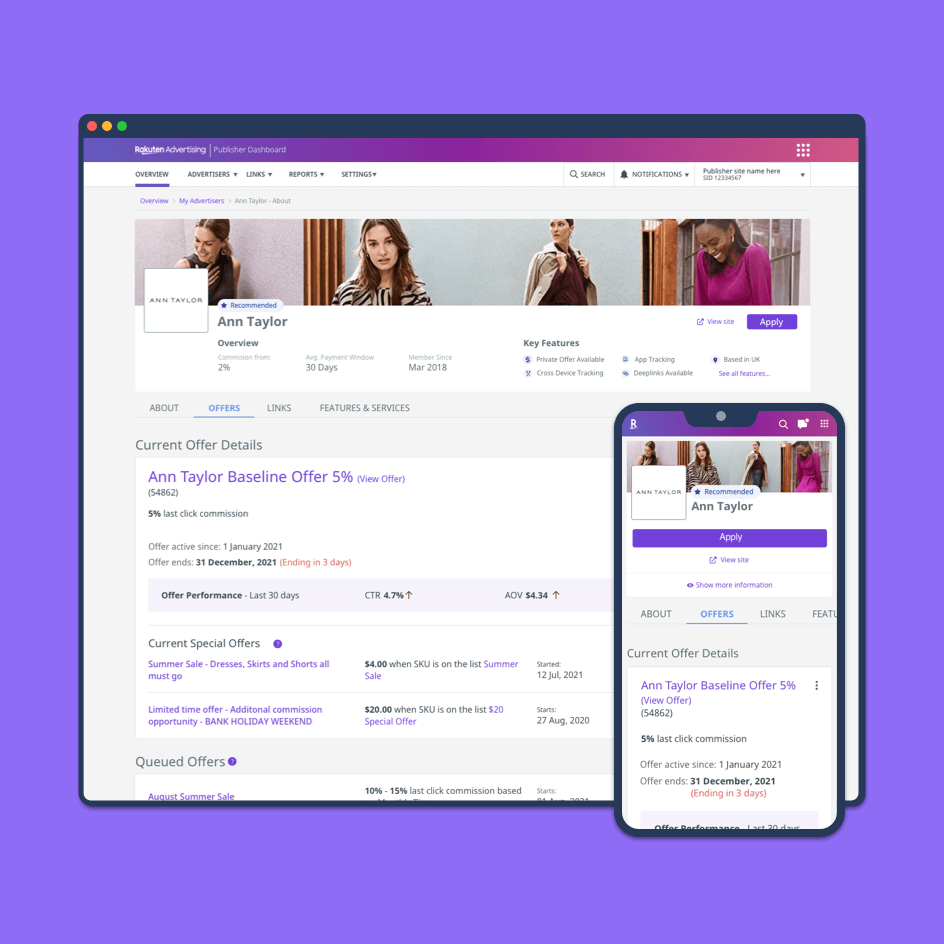 Rakuten Advertising | Publisher Dashboard
OVERVIEW ADVERTISERS LINKS REPORTS SETTINGS SEARCH NOTIFICATIONS Publisher site name here
SID 12334567
Overview > My Advertisers > Ann Taylor - About
ANN TAYLOR
Recommended
Ann Taylor
View site Apply
Overview Key Features
Commision from: Avg. Payment Window Member Since
2% 30 Days Mar 2018
Private Offer Available App Tracking Based in UK
Cross Device Tracking Deeplinks Available See all features...
ABOUT OFFERS LINKS FEATURES & SERVICES
Current Offer Details
Ann Taylor Baseline Offer 5% (View Offer)
(54862)
5% last click commission
Offer active since: 1 January 2021
Offer ends: 31 December, 2021 (Ending in 3 days)
Offer Performance - Last 30 days CTR 4.7% AOV $4.34
Current Special Offers ?
Summer Sale - Dresses, Skirts and Shorts all
must go
$4.00 when SKU is on the list Summer
Sale
Started:
12 Jul, 2021
Limited time offer - Additonal commission
opportunity - BANK HOLIDAY WEEKEND
$20.00 when SKU is on the list $20
Special Offer
Starts:
27 Aug, 2020
Queued Offers ?
August Summer Sale
10% - 15% last click commission based
Starts:
R
ANN TAYLOR
Recommended
Ann Taylor
Apply
View site
Show more information
ABOUT OFFERS LINKS FEATU
Current Offer Details
Ann Taylor Baseline Offer 5%
(View Offer)
(54862)
5% last click commission
Offer active since: 1 January 2021
Offer ends: 31 December, 2021
(Ending in 3 days)
Offer Performance - Last 30 days